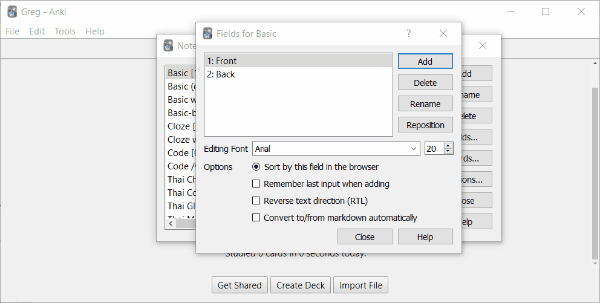 Greg - Anki
File Edit Tools Help
Fields for Basic
Note
1: Front
2: Back
Add
Delete
Rename
Reposition
Editing Font Arial 20
Options
Sort by this field in the browser
Remember last input when adding
Reverse text direction (RTL)
Convert to/from markdown automatically
Close Help
Basic [
Basic (
Basic w
Basic-b
Cloze [
Cloze w
Code [
Code /
Thai Ch
Thai Co
Thai Gl
dd
name
lete
ds...
rds...
ons...
ose
elp
Studied 0 cards in 0 seconds today.
Get Shared Create Deck Import File